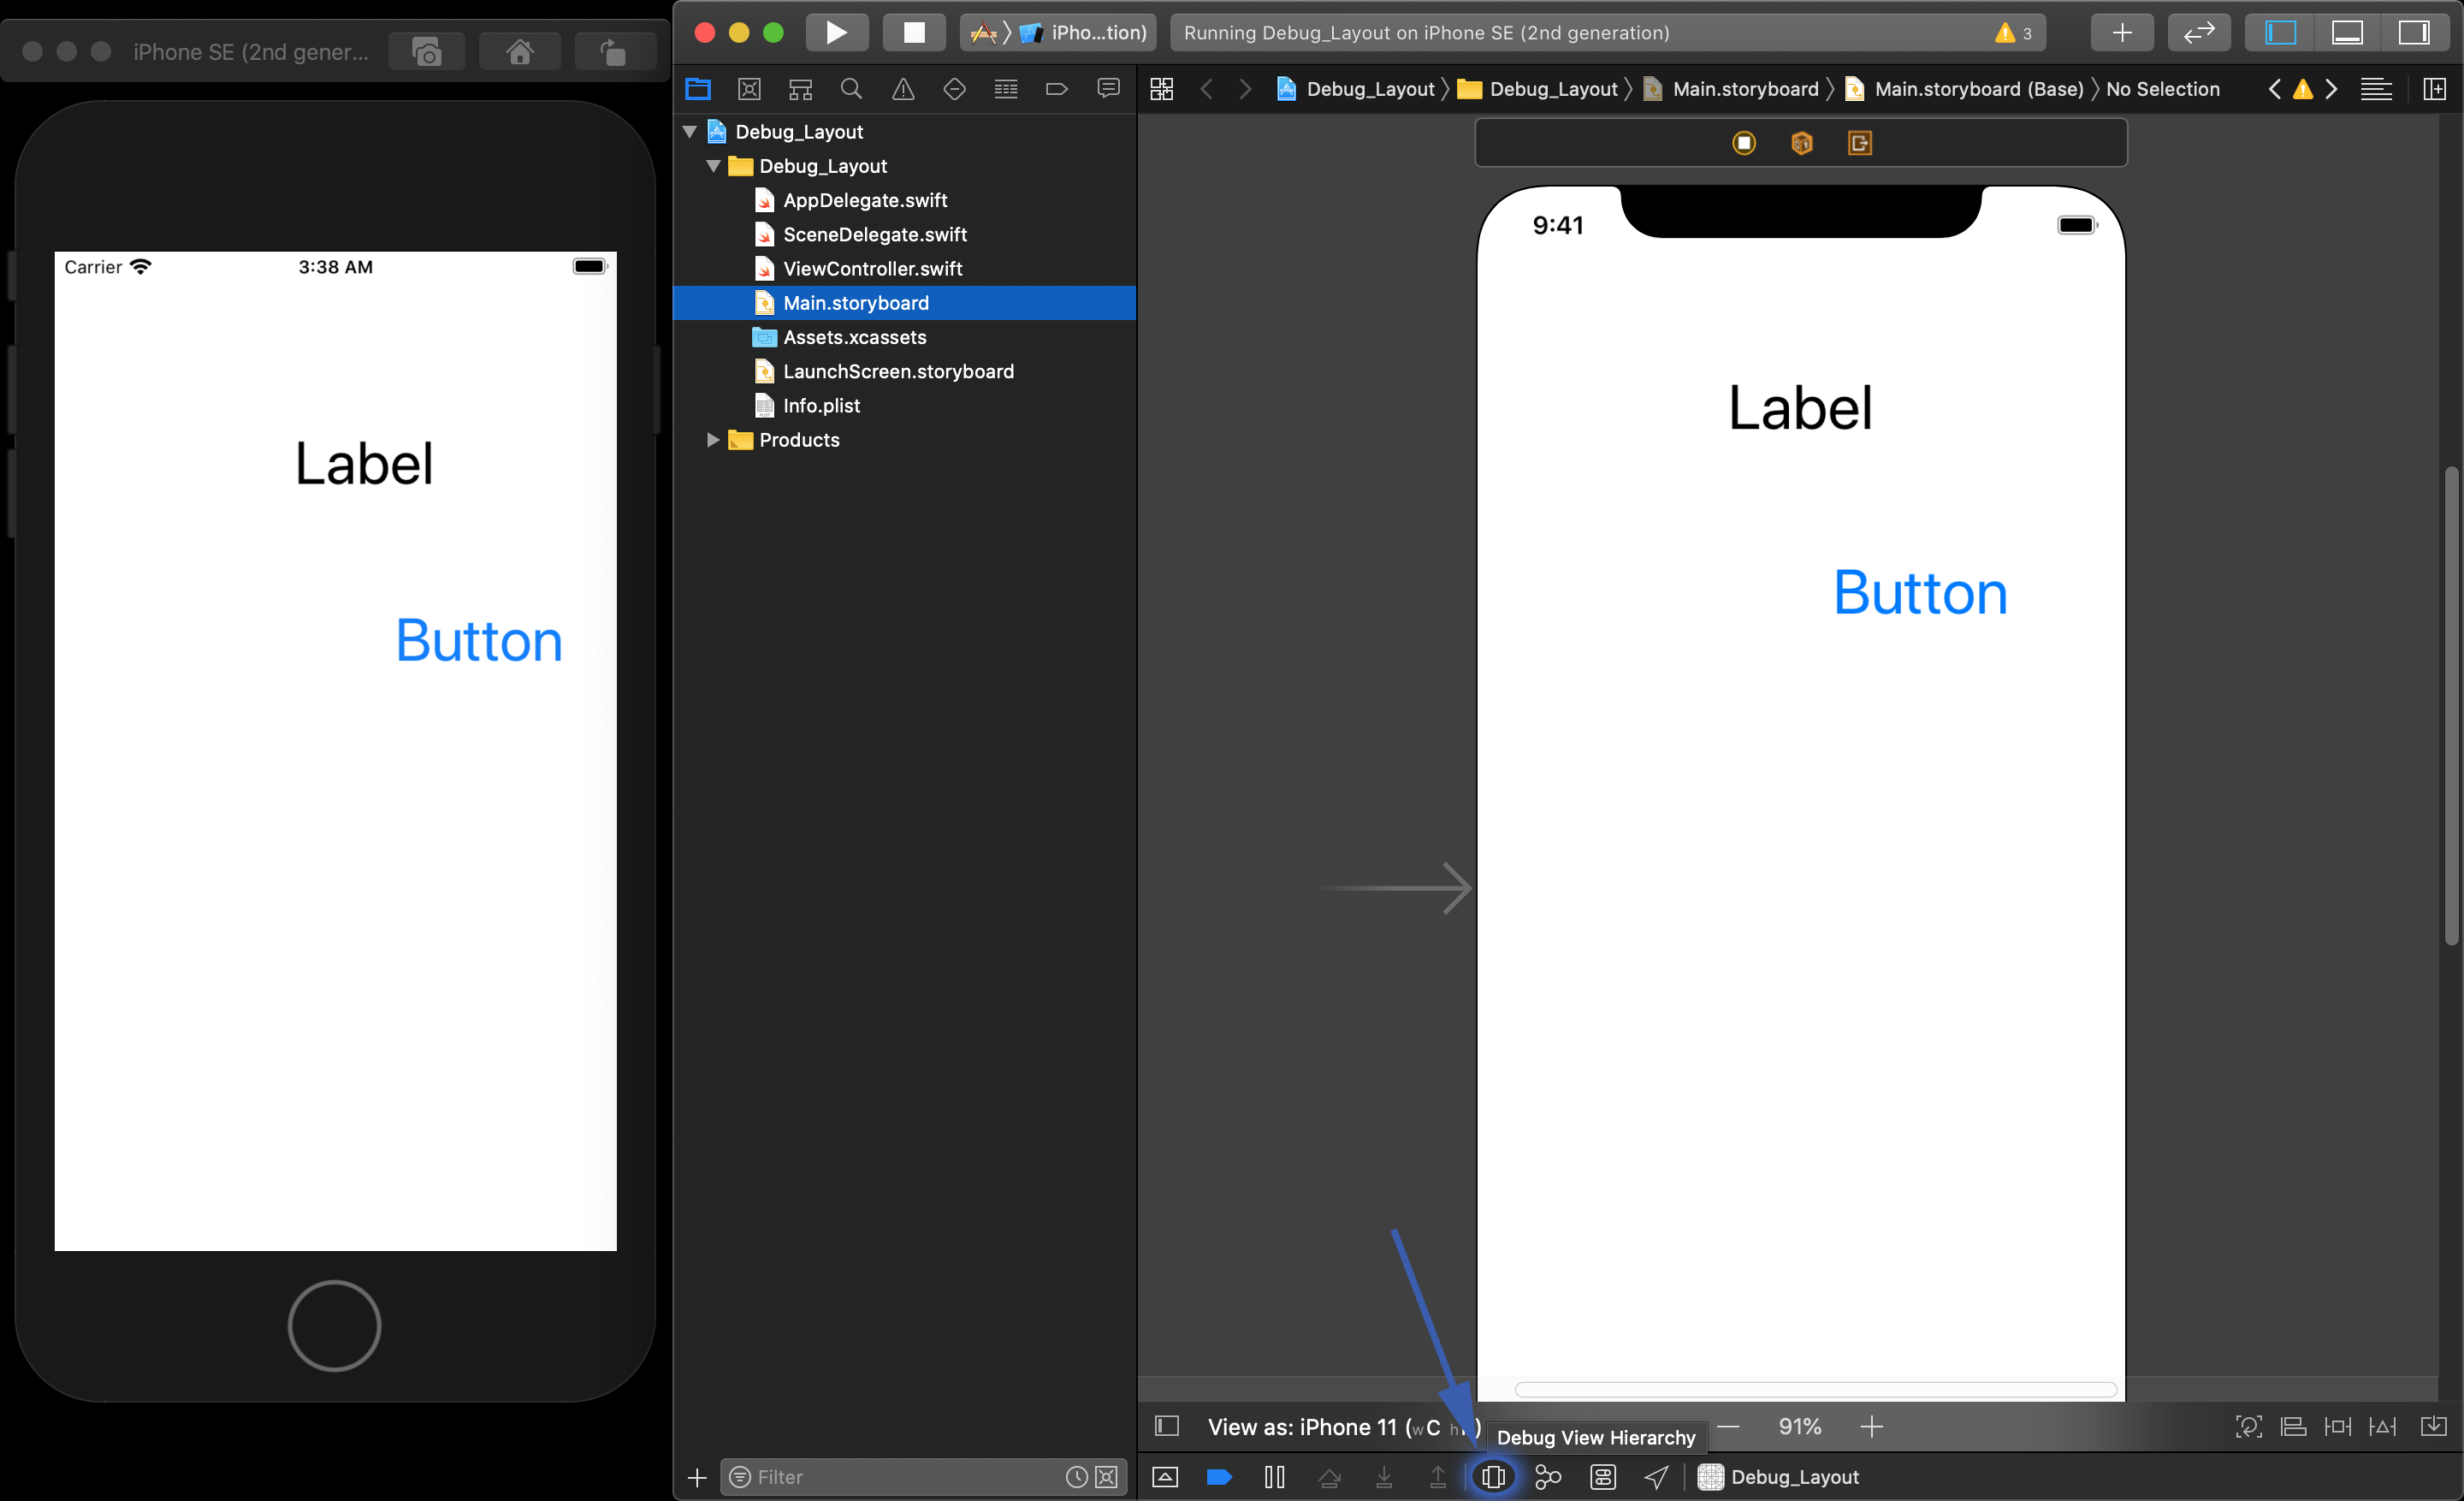 iPhone SE (2nd gener...
Carrier
3:38 AM
Label
Button
iPho...tion)
Running Debug_Layout on iPhone SE (2nd generation)
3
Debug_Layout
Debug_Layout
AppDelegate.swift
SceneDelegate.swift
ViewController.swift
Main.storyboard
Assets.xcassets
LaunchScreen.storyboard
Info.plist
Products
Filter
Debug_Layout
Debug_Layout
Main.storyboard
Main.storyboard (Base)
No Selection
9:41
Label
Button
View as: iPhone 11 (wC h
91%
Debug View Hierarchy
Debug_Layout